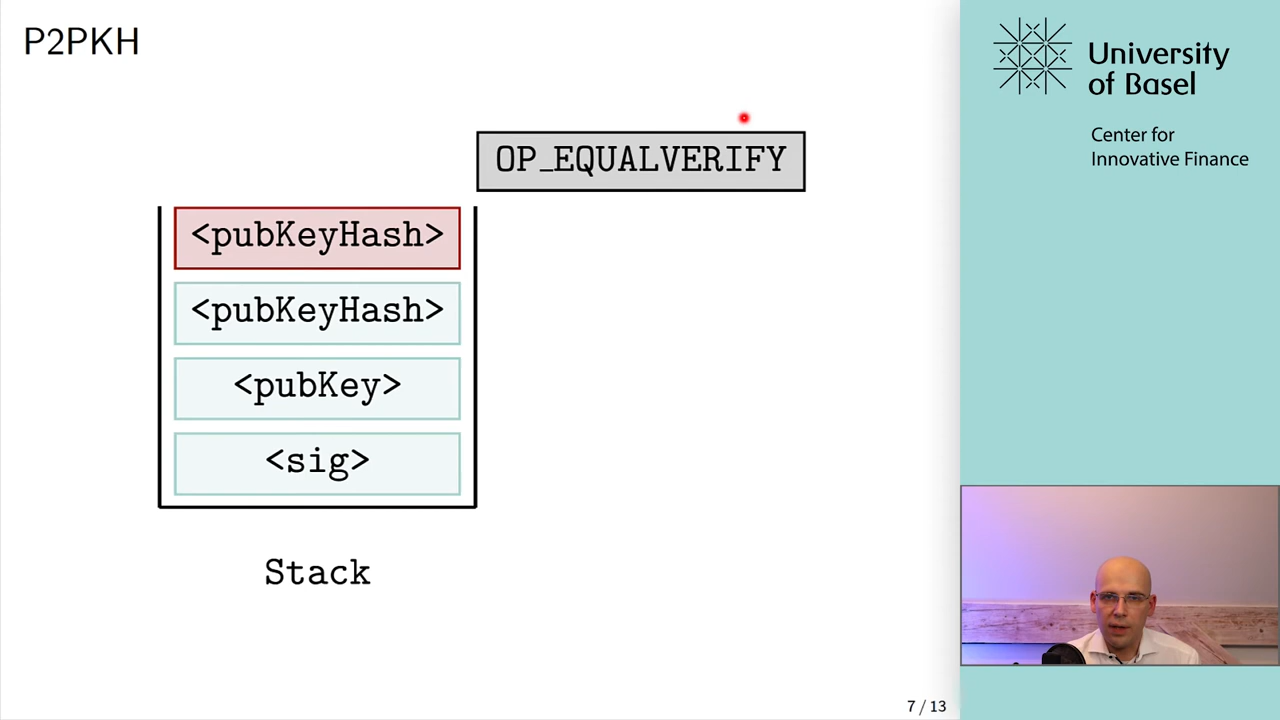 P2PKH
OP_EQUALVERIFY
<pubKeyHash>
<pubKeyHash>
<pubKey>
<sig>
Stack
7 / 13
University
of Basel
Center for
Innovative Finance